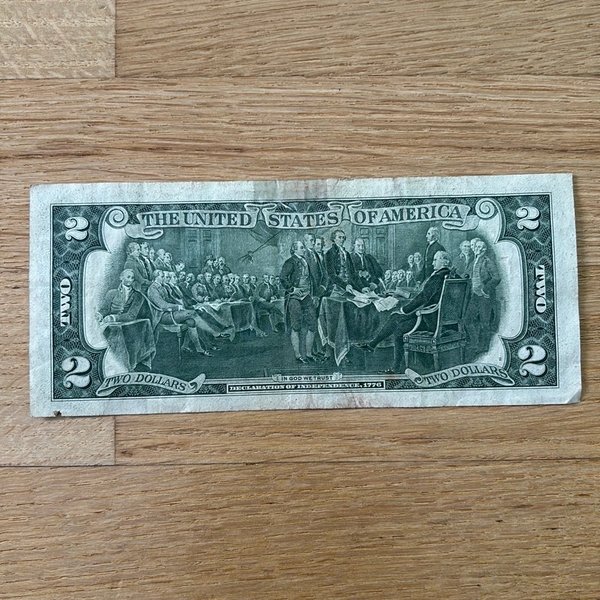 THE UNITED STATES OF AMERICA
2
2
TWO
TWO
2
2
TWO DOLLARS
IN GOD WE TRUST
TWO DOLLARS
DECLARATION OF INDEPENDENCE, 1776